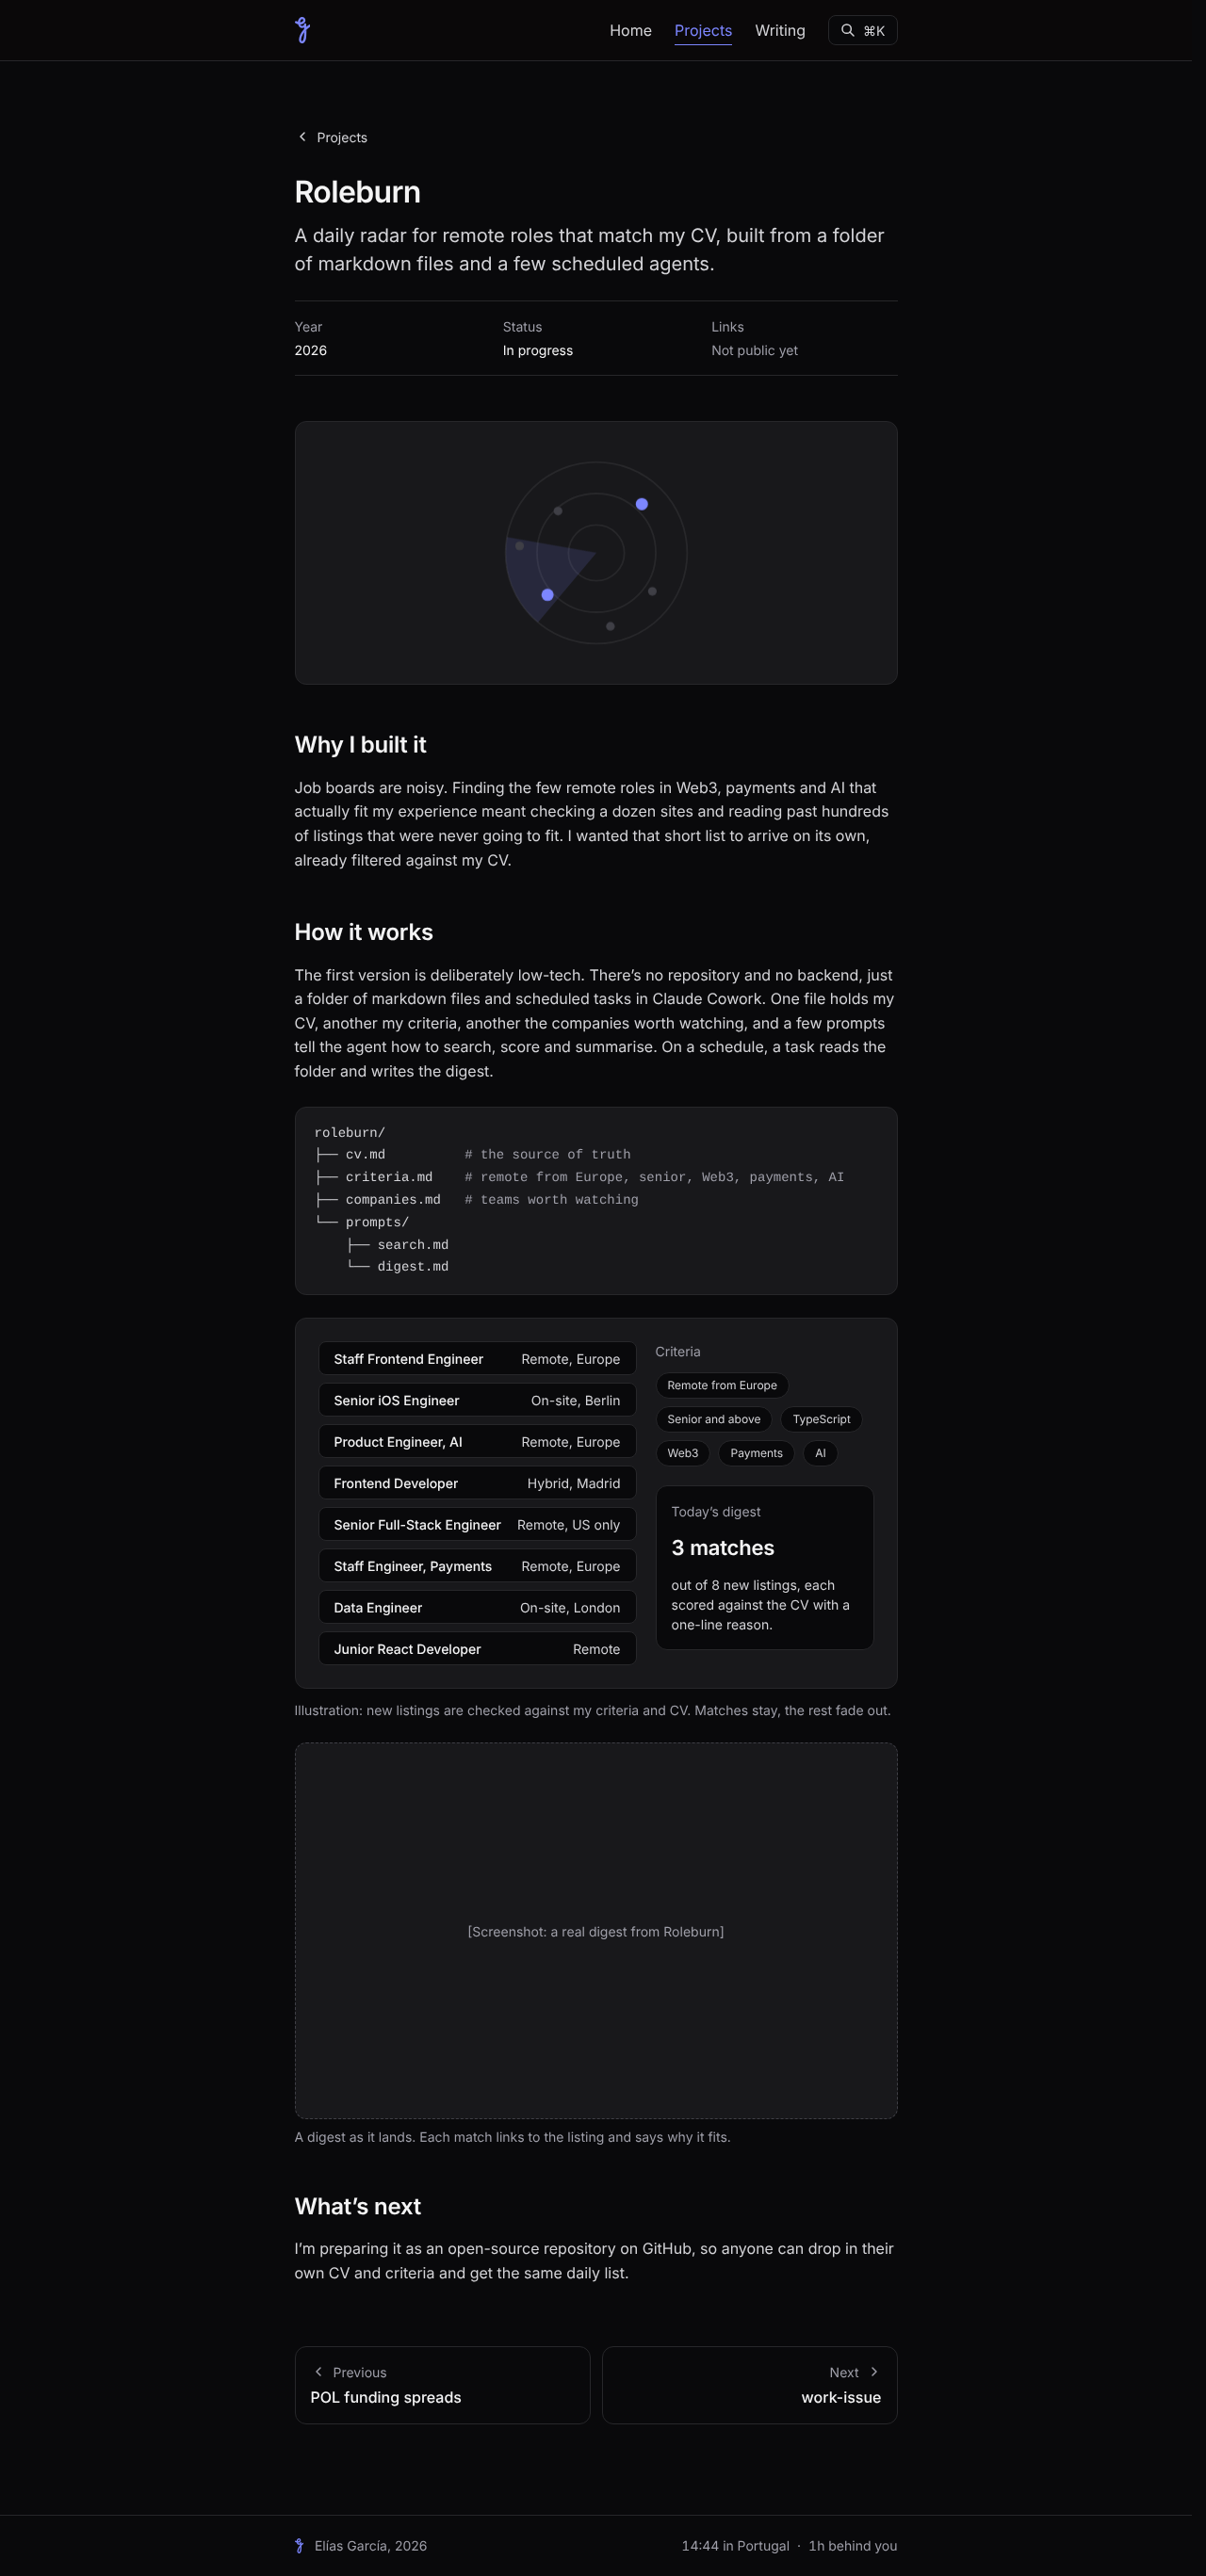 Home Projects Writing ⌘K
Projects
Roleburn
A daily radar for remote roles that match my CV, built from a folder
of markdown files and a few scheduled agents.
Year Status Links
2026 In progress Not public yet
Why I built it
Job boards are noisy. Finding the few remote roles in Web3, payments and AI that
actually fit my experience meant checking a dozen sites and reading past hundreds
of listings that were never going to fit. I wanted that short list to arrive on its own,
already filtered against my CV.
How it works
The first version is deliberately low-tech. There’s no repository and no backend, just
a folder of markdown files and scheduled tasks in Claude Cowork. One file holds my
CV, another my criteria, another the companies worth watching, and a few prompts
tell the agent how to search, score and summarise. On a schedule, a task reads the
folder and writes the digest.
roleburn/
├── cv.md          # the source of truth
├── criteria.md    # remote from Europe, senior, Web3, payments, AI
├── companies.md   # teams worth watching
└── prompts/
    ├── search.md
    └── digest.md
Staff Frontend Engineer Remote, Europe
Senior iOS Engineer On-site, Berlin
Product Engineer, AI Remote, Europe
Frontend Developer Hybrid, Madrid
Senior Full-Stack Engineer Remote, US only
Staff Engineer, Payments Remote, Europe
Data Engineer On-site, London
Junior React Developer Remote
Criteria
Remote from Europe
Senior and above TypeScript
Web3 Payments AI
Today’s digest
3 matches
out of 8 new listings, each
scored against the CV with a
one-line reason.
Illustration: new listings are checked against my criteria and CV. Matches stay, the rest fade out.
[Screenshot: a real digest from Roleburn]
A digest as it lands. Each match links to the listing and says why it fits.
What’s next
I’m preparing it as an open-source repository on GitHub, so anyone can drop in their
own CV and criteria and get the same daily list.
Previous
POL funding spreads
Next
work-issue
Elías García, 2026 14:44 in Portugal · 1h behind you